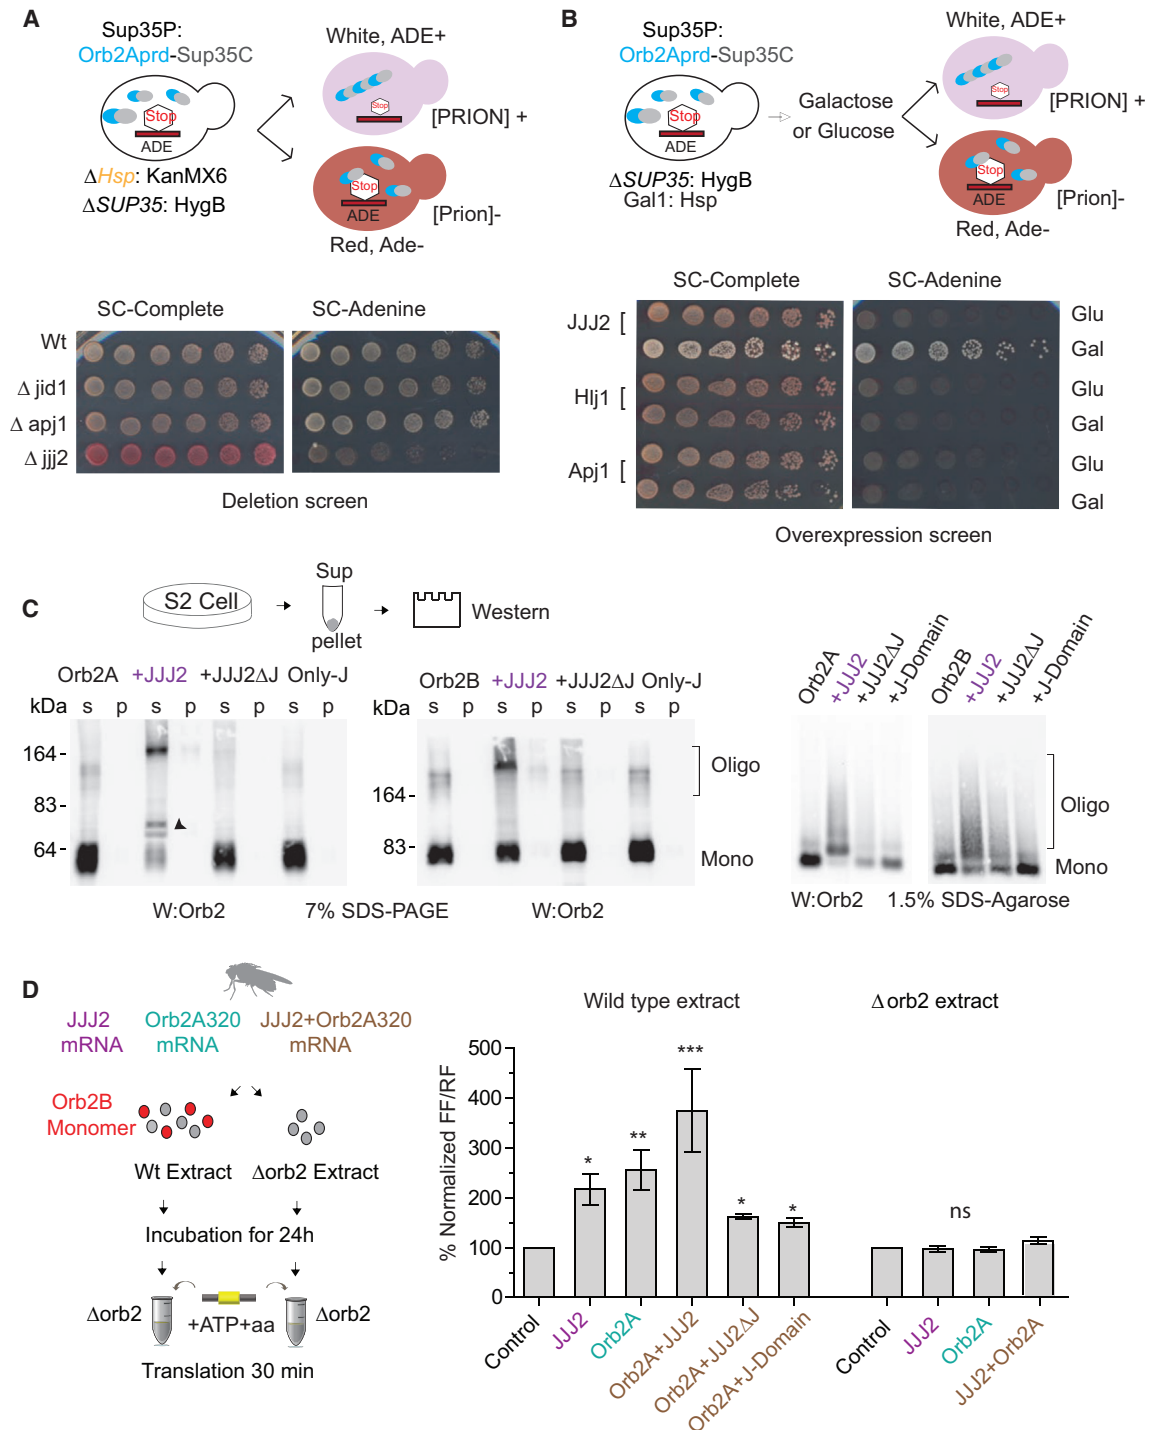 A
Sup35P:
Orb2Aprd-Sup35C
White, ADE+
Stop
ADE
Stop
[PRION] +
ΔHsp: KanMX6
ΔSUP35: HygB
Stop
ADE
[Prion]-
Red, Ade-
SC-Complete
SC-Adenine
Wt
Δ jid1
Δ apj1
Δ jjj2
Deletion screen
B
Sup35P:
Orb2Aprd-Sup35C
White, ADE+
Stop
ADE
Galactose
or Glucose
Stop
ADE
[PRION] +
ΔSUP35: HygB
Gal1: Hsp
Stop
ADE
[Prion]-
Red, Ade-
SC-Complete
SC-Adenine
JJJ2 [
Glu
Gal
Hlj1 [
Glu
Gal
Apj1 [
Glu
Gal
Overexpression screen
C
S2 Cell
Sup
pellet
Western
Orb2A +JJJ2 +JJJ2ΔJ Only-J
kDa s p s p s p s p
164
83
64
W:Orb2
7% SDS-PAGE
Orb2B +JJJ2 +JJJ2ΔJ Only-J
kDa s p s p s p s p
164
83
Oligo
Mono
W:Orb2
Orb2A
+JJJ2
+JJJ2ΔJ
+J-Domain
Orb2B
+JJJ2
+JJJ2ΔJ
+J-Domain
Oligo
Mono
W:Orb2 1.5% SDS-Agarose
D
JJJ2
mRNA
Orb2A320
mRNA
JJJ2+Orb2A320
mRNA
Orb2B
Monomer
Wt Extract
Δorb2 Extract
Incubation for 24h
Δorb2
+ATP+aa
Δorb2
Translation 30 min
Wild type extract
Δorb2 extract
% Normalized FF/RF
500
400
300
200
100
0
*
**
***
*
*
ns
Control
JJJ2
Orb2A
Orb2A+JJJ2
Orb2A+JJJ2ΔJ
Orb2A+J-Domain
Control
JJJ2
Orb2A
JJJ2+Orb2A